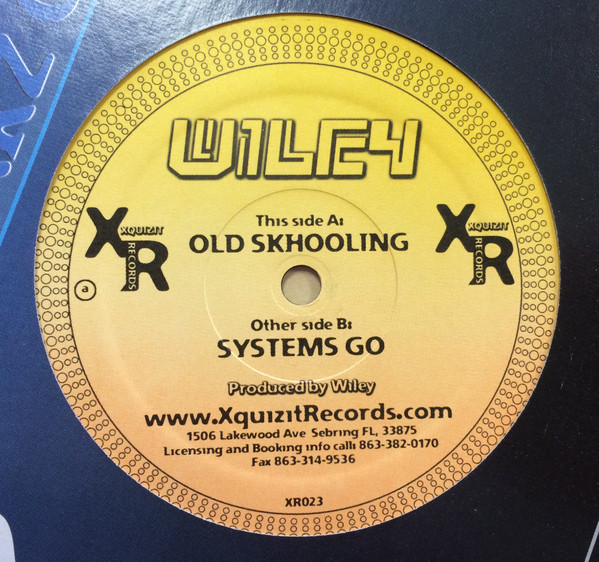 WILEY
This side A:
OLD SKHOOLING
XQUIZIT
XR
RECORDS
XQUIZIT
XR
RECORDS
a
Other side B:
SYSTEMS GO
Produced by Wiley
www.XquizitRecords.com
1506 Lakewood Ave Sebring FL, 33875
Licensing and Booking info call: 863-382-0170
Fax 863-314-9536
XR023